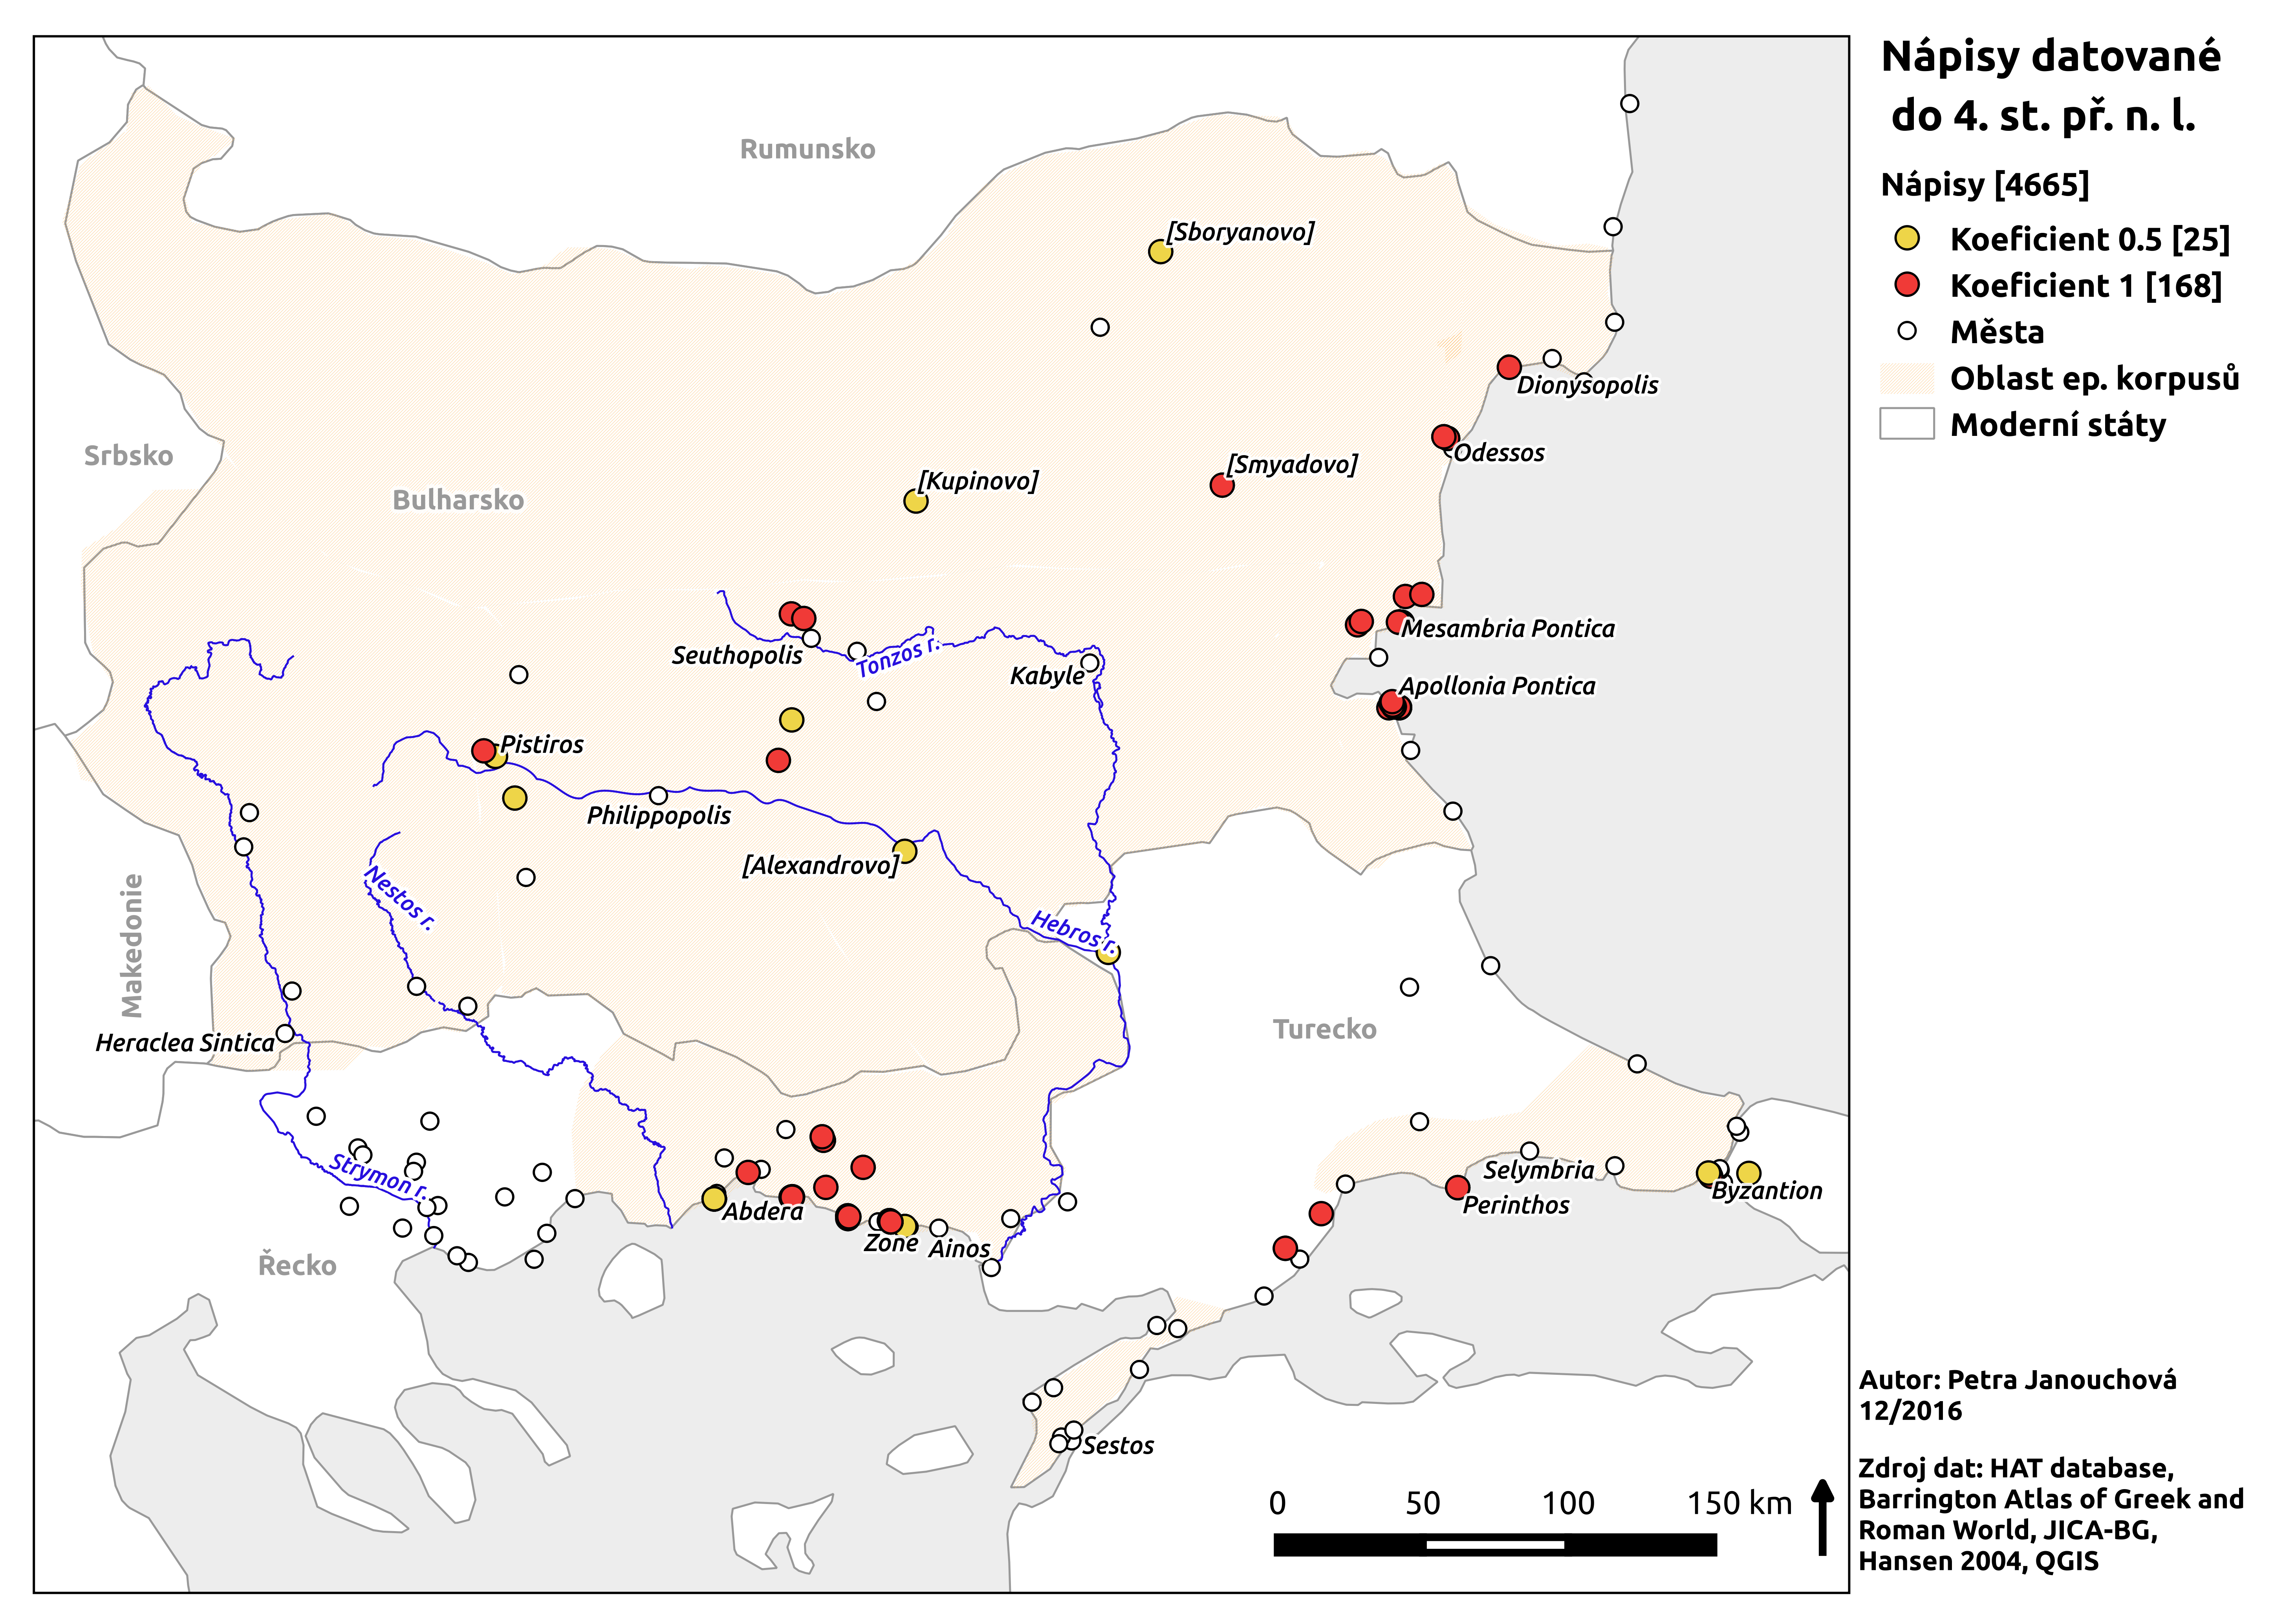 Nápisy datované
do 4. st. př. n. l.
Nápisy [4665]
Koeficient 0.5 [25]
Koeficient 1 [168]
Města
Oblast ep. korpusů
Moderní státy
Rumunsko
[Sboryanovo]
Dionysopolis
Srbsko
Odessos
[Smyadovo]
[Kupinovo]
Bulharsko
Mesambria Pontica
Seuthopolis
Tonzos r.
Kabyle
Apollonia Pontica
Pistiros
Philippopolis
[Alexandrovo]
Nestos r.
Makedonie
Hebros r.
Turecko
Heraclea Sintica
Strymon r.
Selymbria
Byzantion
Perinthos
Abdera
Zone
Ainos
Řecko
Sestos
0 50 100 150 km
Autor: Petra Janouchová
12/2016
Zdroj dat: HAT database,
Barrington Atlas of Greek and
Roman World, JICA-BG,
Hansen 2004, QGIS